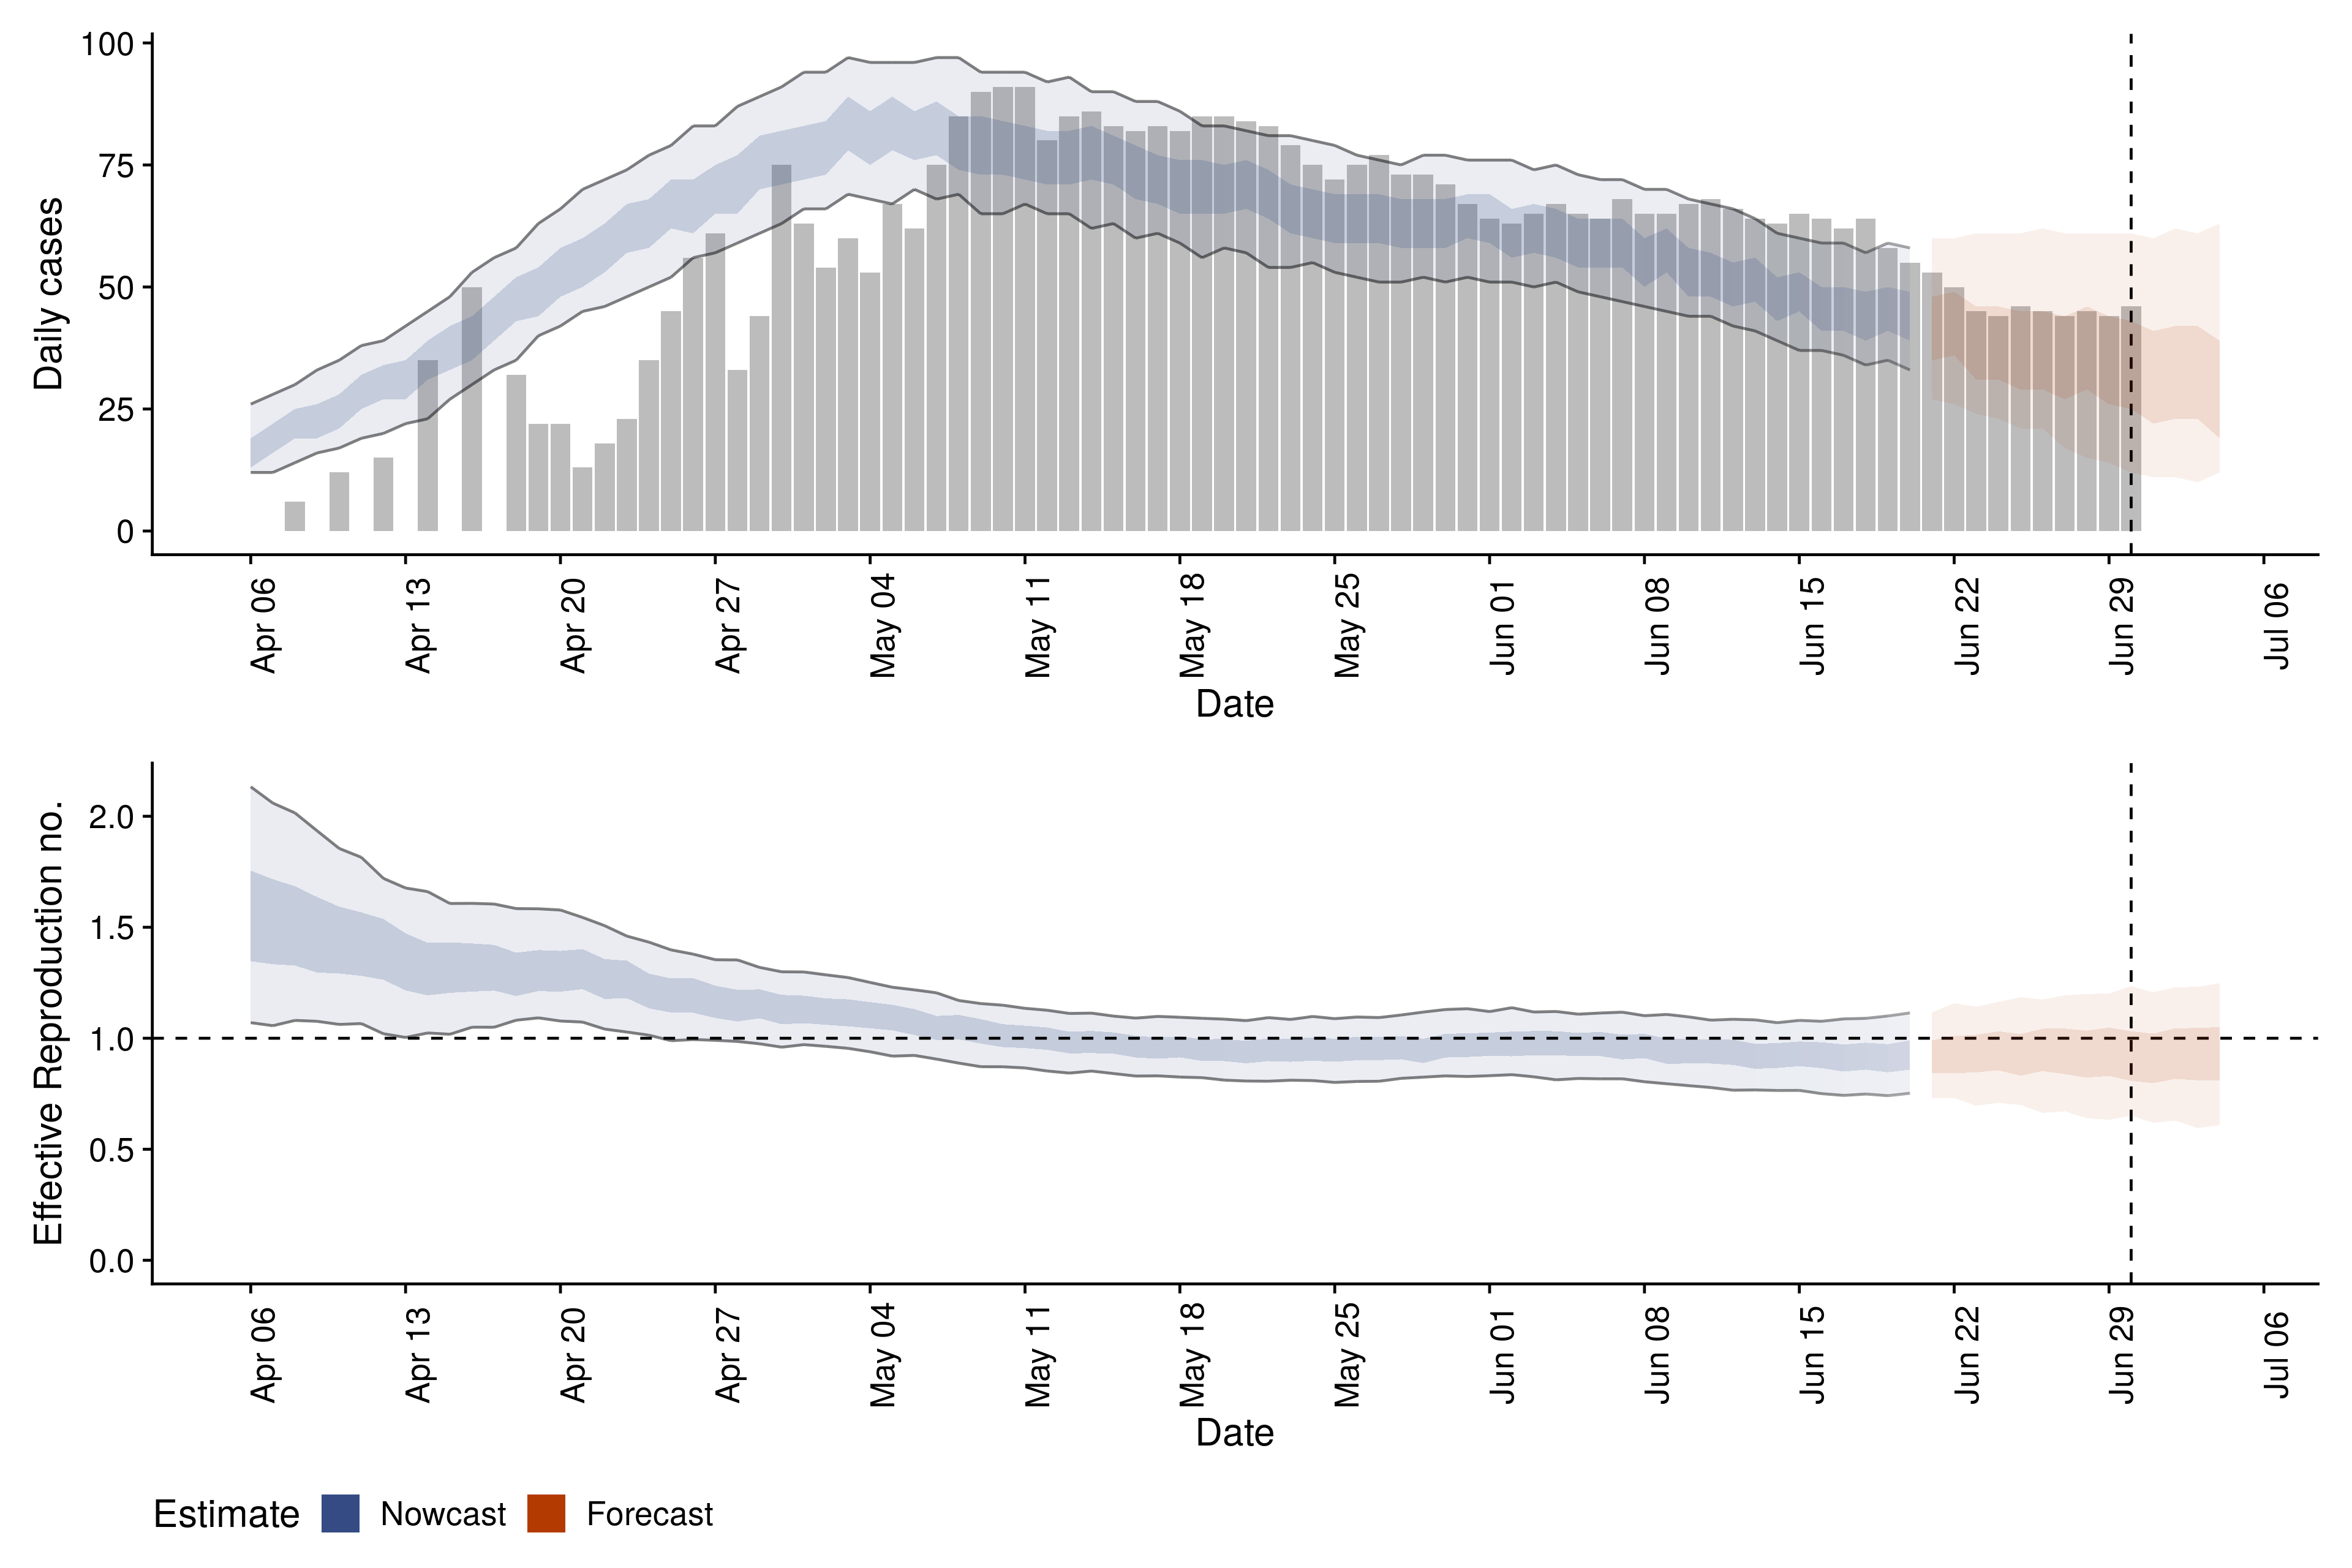 Daily cases
100
75
50
25
0
Apr 06
Apr 13
Apr 20
Apr 27
May 04
May 11
May 18
May 25
Jun 01
Jun 08
Jun 15
Jun 22
Jun 29
Jul 06
Date
Effective Reproduction no.
2.0
1.5
1.0
0.5
0.0
Apr 06
Apr 13
Apr 20
Apr 27
May 04
May 11
May 18
May 25
Jun 01
Jun 08
Jun 15
Jun 22
Jun 29
Jul 06
Date
Estimate Nowcast Forecast